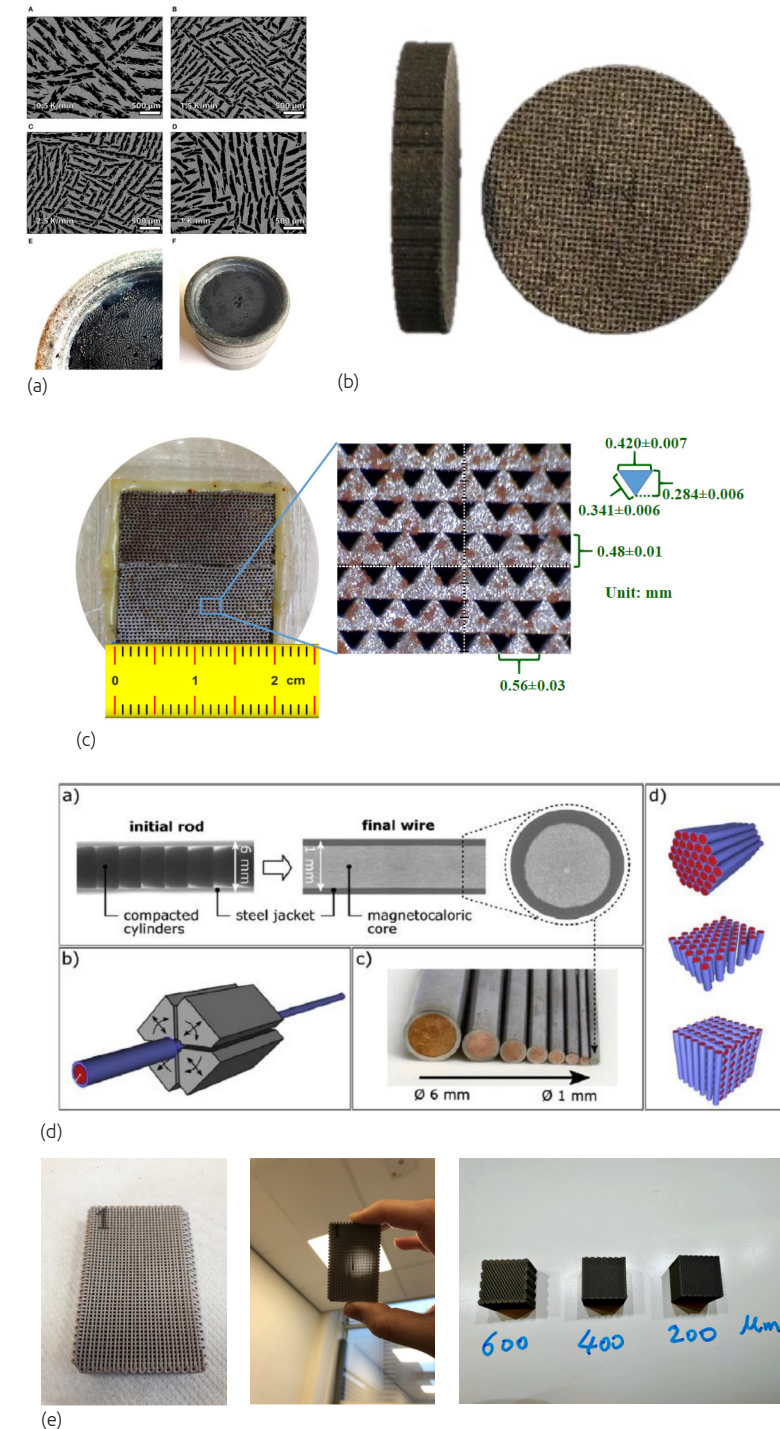 A
B
0.5 K/min
500 µm
1.5 K/min
500 µm
C
D
2.5 K/min
500 µm
1 K/min
500 µm
E
F
(a)
(b)
0.420±0.007
0.284±0.006
0.341±0.006
0.48±0.01
Unit: mm
0.56±0.03
0 1 2 cm
(c)
a)
initial rod
final wire
6 mm
1 mm
compacted cylinders
steel jacket
magnetocaloric core
b)
c)
Ø 6 mm
Ø 1 mm
d)
(d)
1
600 400 200 µm
(e)